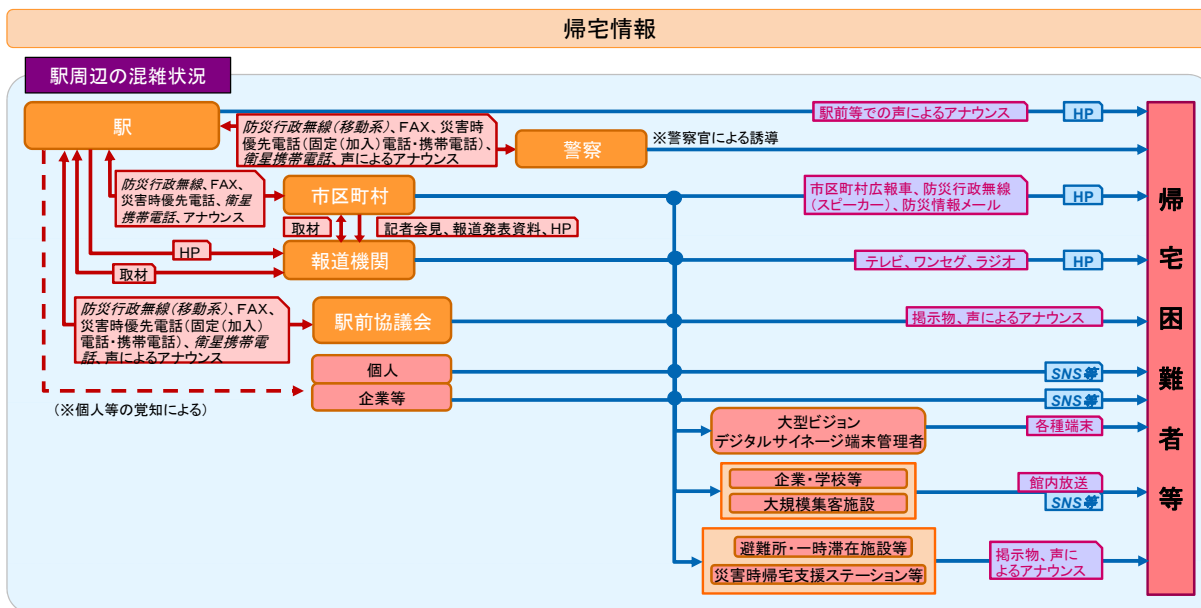 帰宅情報
駅周辺の混雑状況
駅
防災行政無線(移動系)、FAX、災害時
優先電話(固定(加入)電話・携帯電話)、
衛星携帯電話、声によるアナウンス
警察
※警察官による誘導
駅前等での声によるアナウンス
HP
防災行政無線、FAX、
災害時優先電話、衛星
携帯電話、アナウンス
市区町村
市区町村広報車、防災行政無線
(スピーカー)、防災情報メール
HP
取材
記者会見、報道発表資料、HP
HP
取材
報道機関
テレビ、ワンセグ、ラジオ
HP
防災行政無線(移動系)、FAX、
災害時優先電話(固定(加入)
電話・携帯電話)、衛星携帯電
話、声によるアナウンス
駅前協議会
掲示物、声によるアナウンス
個人
SNS等
企業等
SNS等
(※個人等の覚知による)
大型ビジョン
デジタルサイネージ端末管理者
各種端末
企業・学校等
大規模集客施設
館内放送
SNS等
避難所・一時滞在施設等
災害時帰宅支援ステーション等
掲示物、声に
よるアナウンス
帰宅困難者等